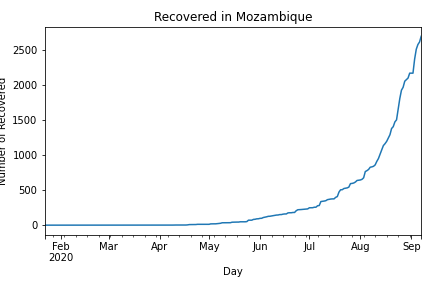 Recovered in Mozambique
Number of Recovered
2500
2000
1500
1000
500
0
Feb
2020
Mar
Apr
May
Jun
Jul
Aug
Sep
Day